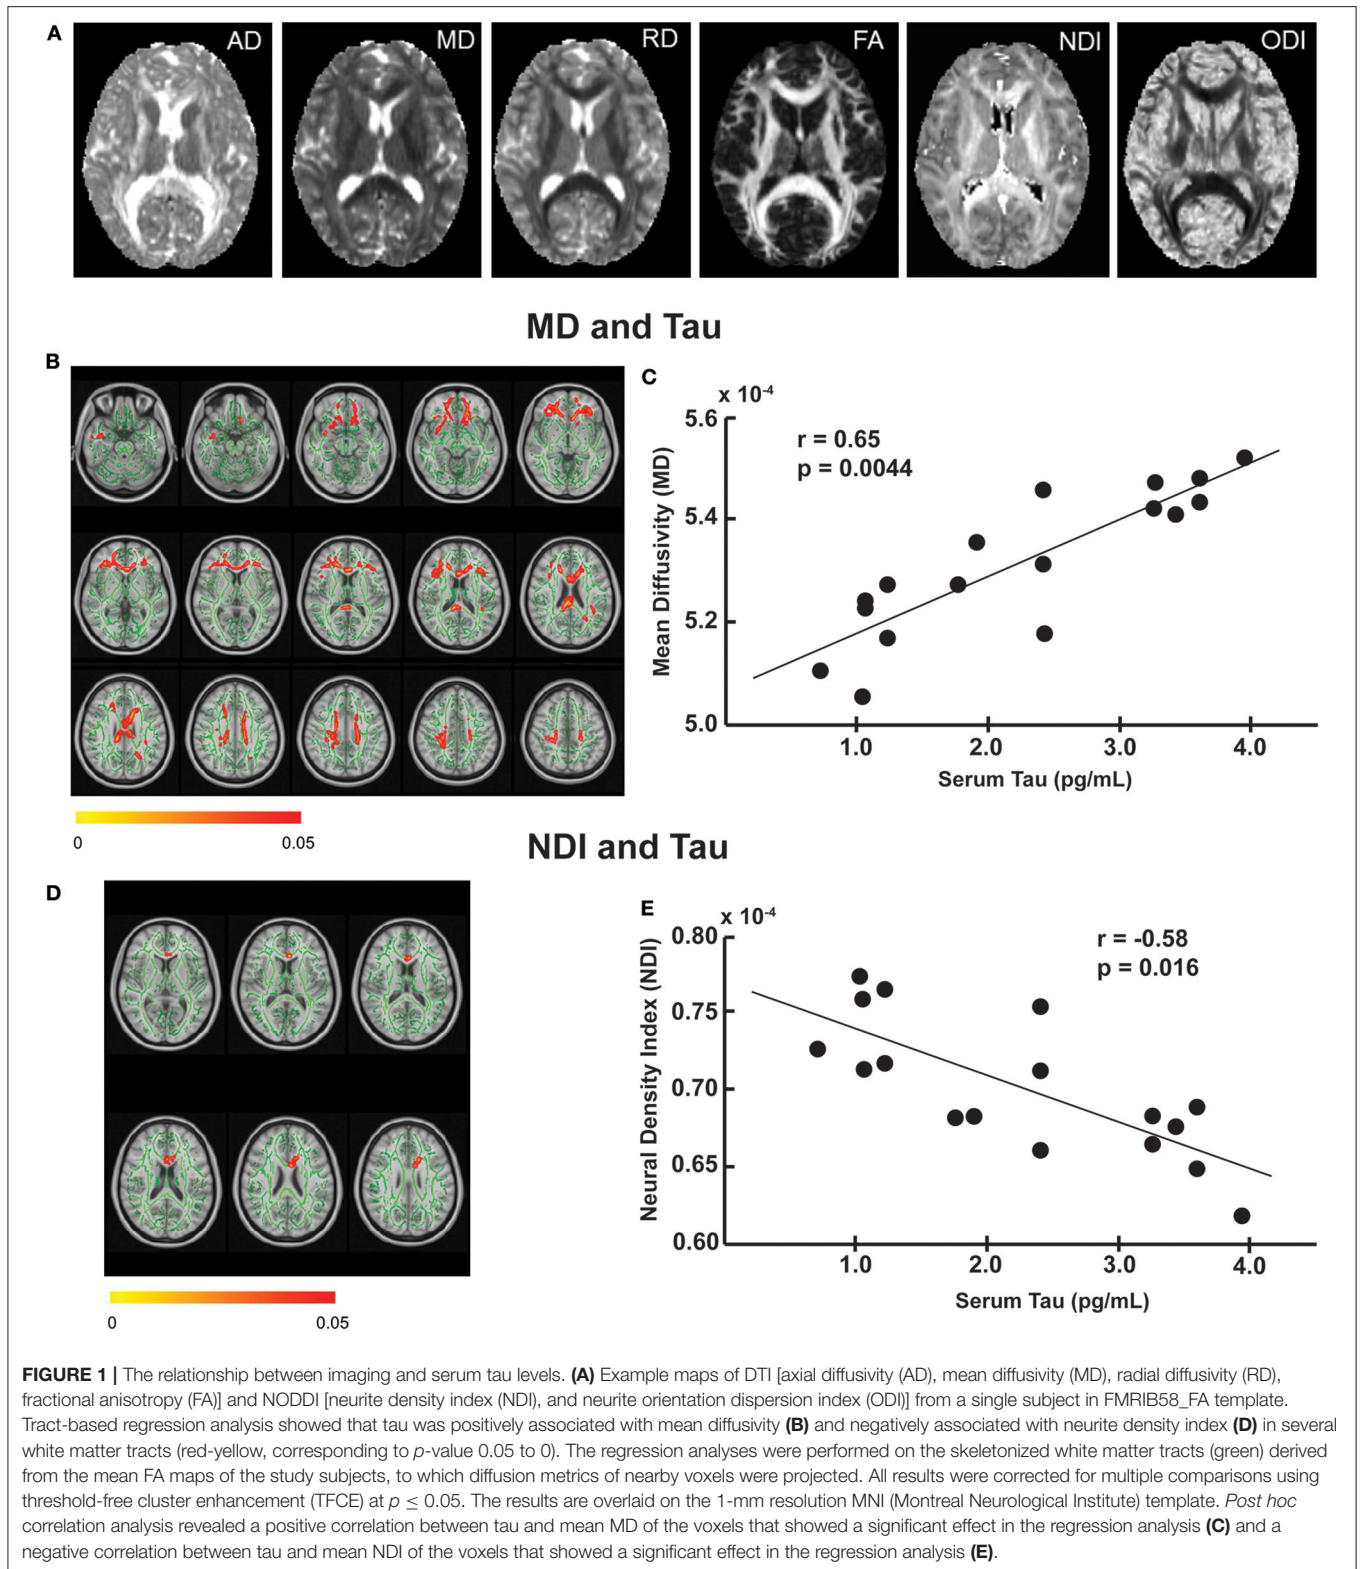 A
AD
MD
RD
FA
NDI
ODI
MD and Tau
B
0
0.05
C
x 10-4
5.6
5.4
5.2
5.0
Mean Diffusivity (MD)
r = 0.65
p = 0.0044
1.0
2.0
3.0
4.0
Serum Tau (pg/mL)
NDI and Tau
D
0
0.05
E
x 10-4
0.80
0.75
0.70
0.65
0.60
Neural Density Index (NDI)
r = -0.58
p = 0.016
1.0
2.0
3.0
4.0
Serum Tau (pg/mL)
FIGURE 1 | The relationship between imaging and serum tau levels. (A) Example maps of DTI [axial diffusivity (AD), mean diffusivity (MD), radial diffusivity (RD),
fractional anisotropy (FA)] and NODDI [neurite density index (NDI), and neurite orientation dispersion index (ODI)] from a single subject in FMRIB58_FA template.
Tract-based regression analysis showed that tau was positively associated with mean diffusivity (B) and negatively associated with neurite density index (D) in several
white matter tracts (red-yellow, corresponding to p-value 0.05 to 0). The regression analyses were performed on the skeletonized white matter tracts (green) derived
from the mean FA maps of the study subjects, to which diffusion metrics of nearby voxels were projected. All results were corrected for multiple comparisons using
threshold-free cluster enhancement (TFCE) at p ≤ 0.05. The results are overlaid on the 1-mm resolution MNI (Montreal Neurological Institute) template. Post hoc
correlation analysis revealed a positive correlation between tau and mean MD of the voxels that showed a significant effect in the regression analysis (C) and a
negative correlation between tau and mean NDI of the voxels that showed a significant effect in the regression analysis (E).